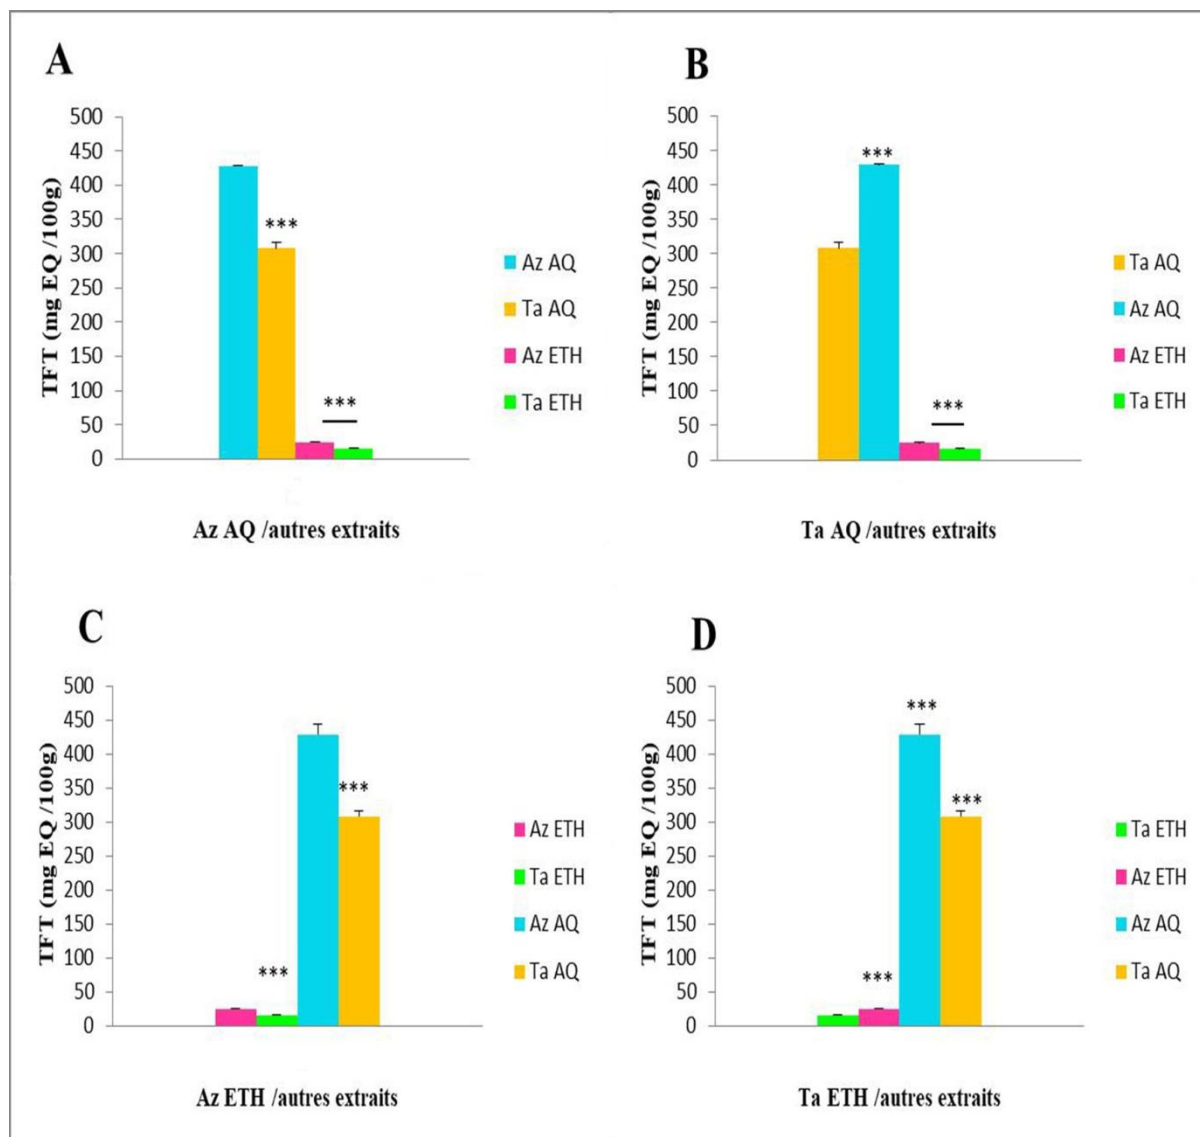 A
TFT (mg EQ /100g)
500
450
400
350
300
250
200
150
100
50
0
***
***
Az AQ
Ta AQ
Az ETH
Ta ETH
Az AQ /autres extraits
B
TFT (mg EQ /100g)
500
450
400
350
300
250
200
150
100
50
0
***
***
Ta AQ
Az AQ
Az ETH
Ta ETH
Ta AQ /autres extraits
C
TFT (mg EQ /100g)
500
450
400
350
300
250
200
150
100
50
0
***
***
Az ETH
Ta ETH
Az AQ
Ta AQ
Az ETH /autres extraits
D
TFT (mg EQ /100g)
500
450
400
350
300
250
200
150
100
50
0
***
***
***
Ta ETH
Az ETH
Az AQ
Ta AQ
Ta ETH /autres extraits